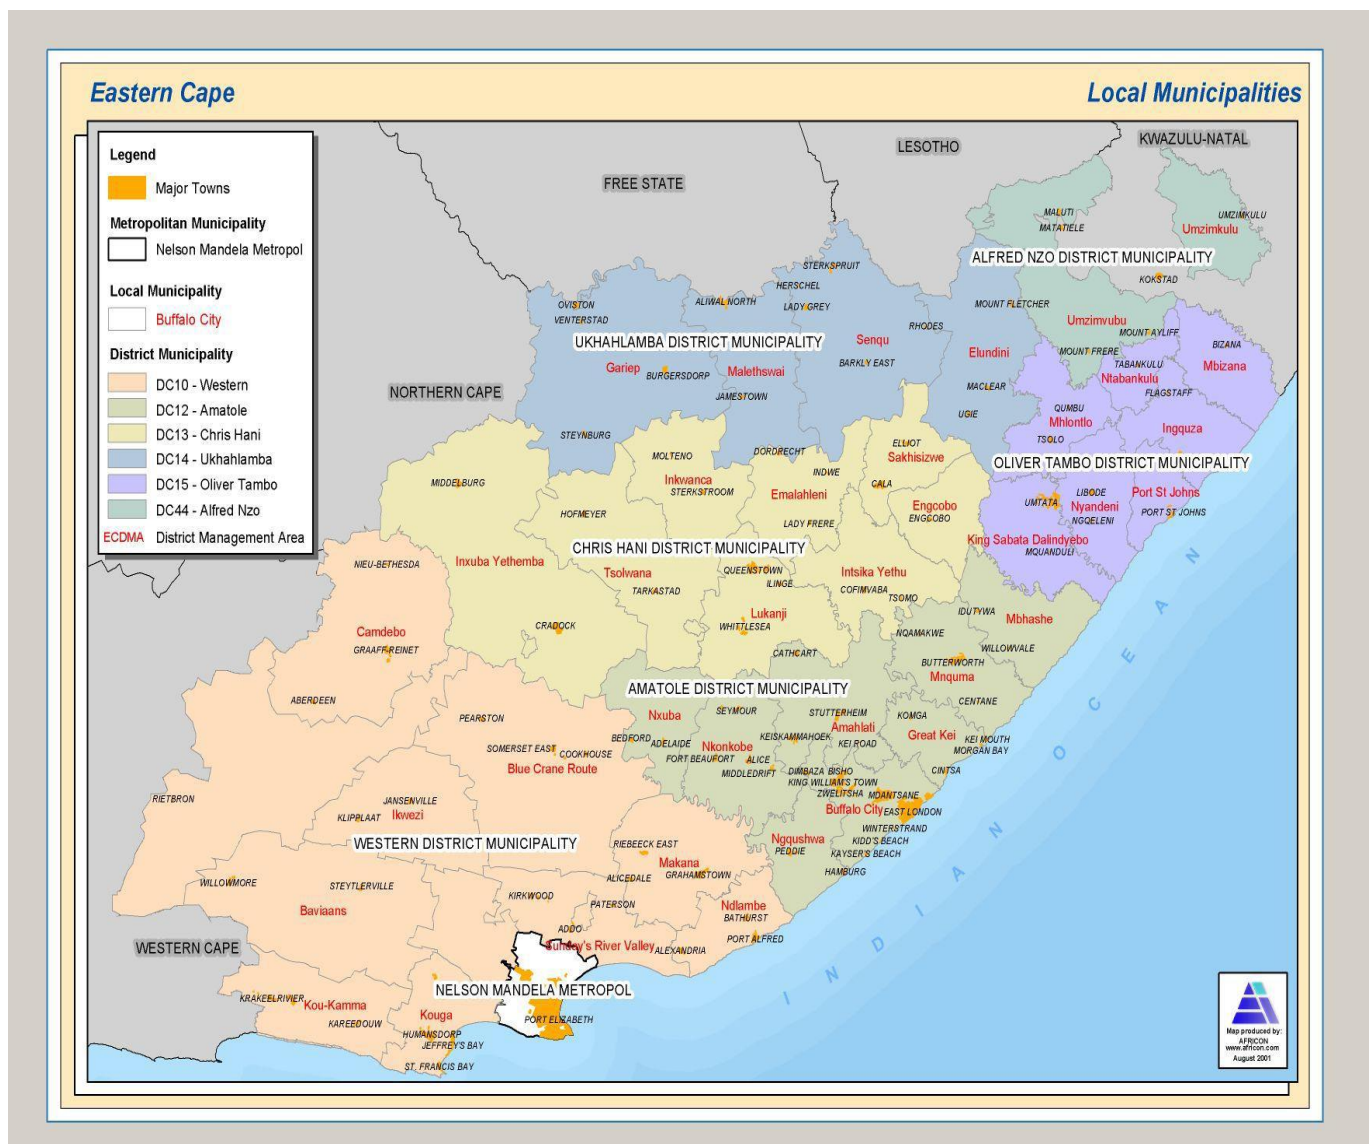 Eastern Cape
Local Municipalities
Legend
Major Towns
Metropolitan Municipality
Nelson Mandela Metropol
Local Municipality
Buffalo City
District Municipality
DC10 - Western
DC12 - Amatole
DC13 - Chris Hani
DC14 - Ukhahlamba
DC15 - Oliver Tambo
DC44 - Alfred Nzo
ECDMA District Management Area
KWAZULU-NATAL
LESOTHO
FREE STATE
NORTHERN CAPE
WESTERN CAPE
MALUTI
MATATIELE
UMZIMKULU
Umzimkulu
ALFRED NZO DISTRICT MUNICIPALITY
KOKSTAD
STERKSPRUIT
HERSCHEL
OVISTON
ALIWAL NORTH
LADY GREY
MOUNT FLETCHER
VENTERSTAD
RHODES
Umzimvubu
MOUNT AYLIFF
UKHAHLAMBA DISTRICT MUNICIPALITY
Senqu
Elundini
MOUNT FRERE
BIZANA
Gariep
BURGERSDORP
Malethswai
BARKLY EAST
TABANKULU
Mbizana
Ntabankulu
MACLEAR
FLAGSTAFF
JAMESTOWN
UGIE
QUMBU
Mhlontlo
Ingquza
STEYNBURG
TSOLO
ELLIOT
DORDRECHT
Sakhisizwe
MOLTENO
OLIVER TAMBO DISTRICT MUNICIPALITY
INDWE
MIDDELBURG
Inkwanca
STERKSTROOM
Emalahleni
CALA
LIBODE
Port St Johns
UMTATA
Nyandeni
Engcobo
ENGCOBO
HOFMEYER
LADY FRERE
PORT ST JOHNS
NGQELENI
King Sabata Dalindyebo
MQUANDULI
CHRIS HANI DISTRICT MUNICIPALITY
Inxuba Yethemba
NIEU-BETHESDA
Tsolwana
QUEENSTOWN
ILINGE
Intsika Yethu
TARKASTAD
COFIMVABA
TSOMO
Lukanji
IDUTYWA
Mbhashe
CRADOCK
WHITTLESEA
NQAMAKWE
Camdebo
GRAAFF-REINET
CATHCART
WILLOWVALE
BUTTERWORTH
Mnquma
AMATOLE DISTRICT MUNICIPALITY
ABERDEEN
CENTANE
SEYMOUR
STUTTERHEIM
KOMGA
PEARSTON
Nxuba
Amahlati
Great Kei
BEDFORD
ADELAIDE
KEISKAMMAHOEK
KEI ROAD
KEI MOUTH
MORGAN BAY
SOMERSET EAST
COOKHOUSE
Nkonkobe
FORT BEAUFORT
ALICE
Blue Crane Route
MIDDLEDRIFT
DIMBAZA
BISHO
CINTSA
KING WILLIAM'S TOWN
ZWELITSHA
MDANTSANE
RIETBRON
JANSENVILLE
Ikwezi
KLIPPLAAT
Buffalo City
EAST LONDON
WINTERSTRAND
WESTERN DISTRICT MUNICIPALITY
RIEBEECK EAST
Ngqushwa
PEDDIE
KIDD'S BEACH
KAYSER'S BEACH
HAMBURG
Makana
GRAHAMSTOWN
ALICEDALE
WILLOWMORE
STEYTLERVILLE
Baviaans
KIRKWOOD
PATERSON
Ndlambe
BATHURST
ADDO
PORT ALFRED
Sunday's River Valley
ALEXANDRIA
NELSON MANDELA METROPOL
PORT ELIZABETH
KRAKEELRIVIER
Kou-Kamma
KAREEDOUW
Kouga
HUMANSDORP
JEFFREY'S BAY
ST. FRANCIS BAY
INDIAN OCEAN
Map produced by:
AFRICON
www.africon.com
August 2001